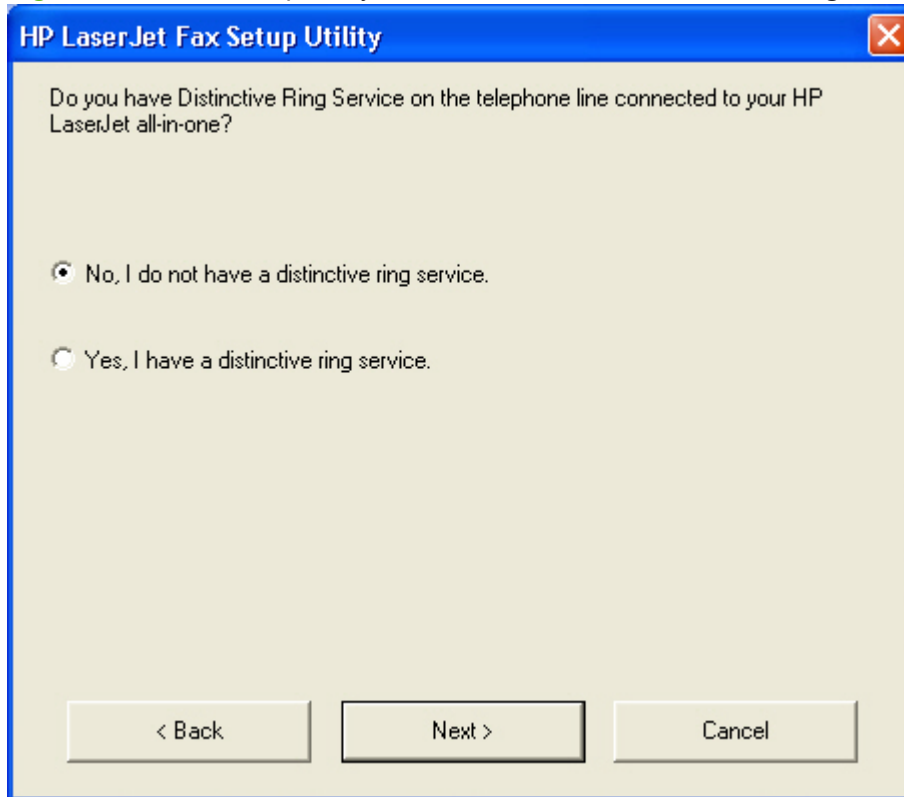 HP LaserJet Fax Setup Utility
Do you have Distinctive Ring Service on the telephone line connected to your HP
LaserJet all-in-one?
No, I do not have a distinctive ring service.
Yes, I have a distinctive ring service.
< Back
Next >
Cancel